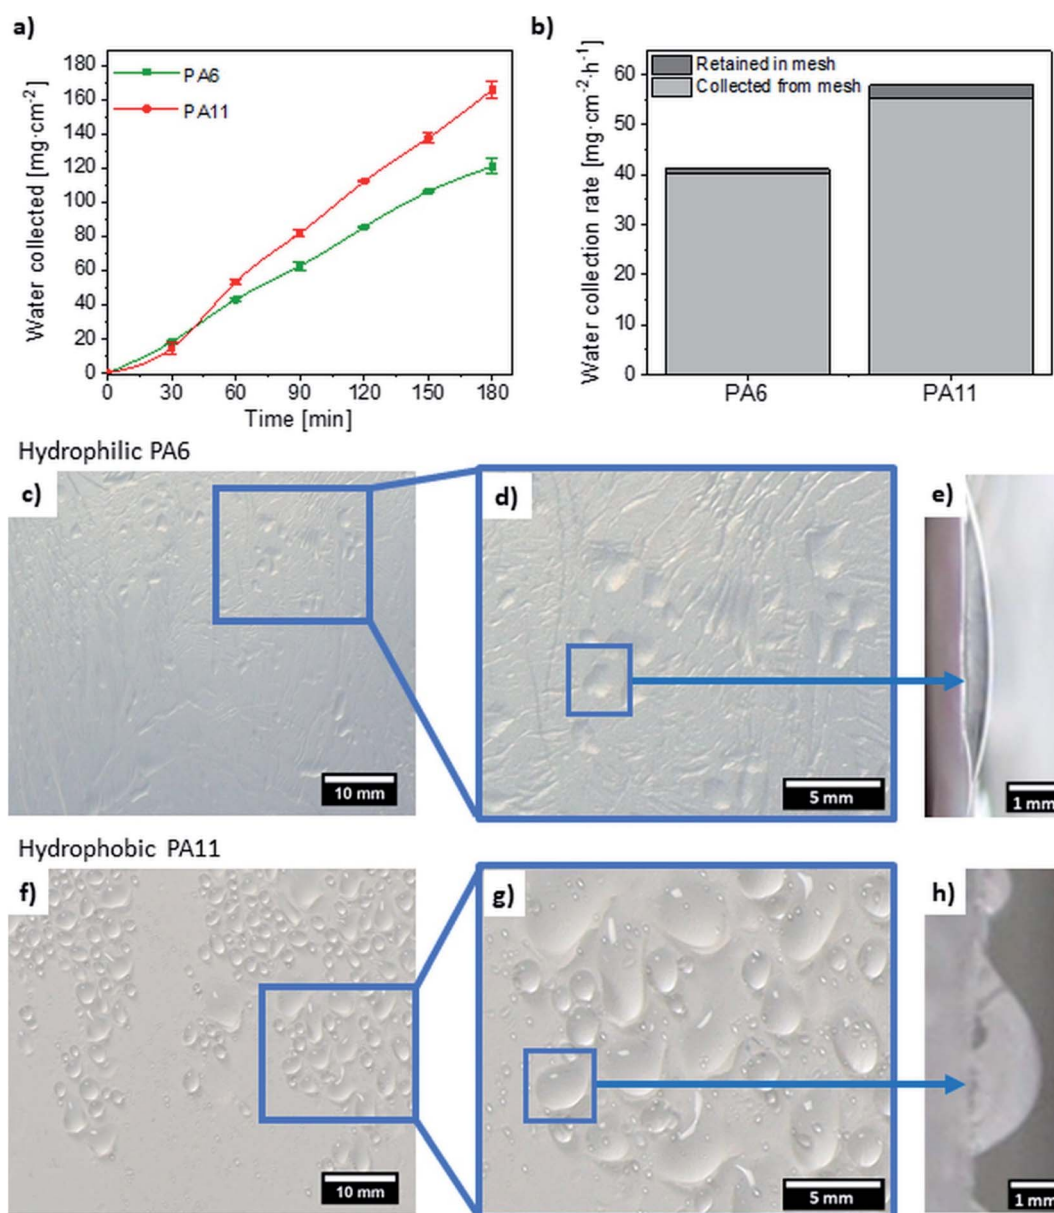 a)
Water collected [mg·cm⁻²]
180
160
140
120
100
80
60
40
20
0
PA6
PA11
0 30 60 90 120 150 180
Time [min]
b)
Water collection rate [mg·cm⁻²·h⁻¹]
60
50
40
30
20
10
0
Retained in mesh
Collected from mesh
PA6 PA11
Hydrophilic PA6
c)
10 mm
d)
5 mm
e)
1 mm
Hydrophobic PA11
f)
10 mm
g)
5 mm
h)
1 mm